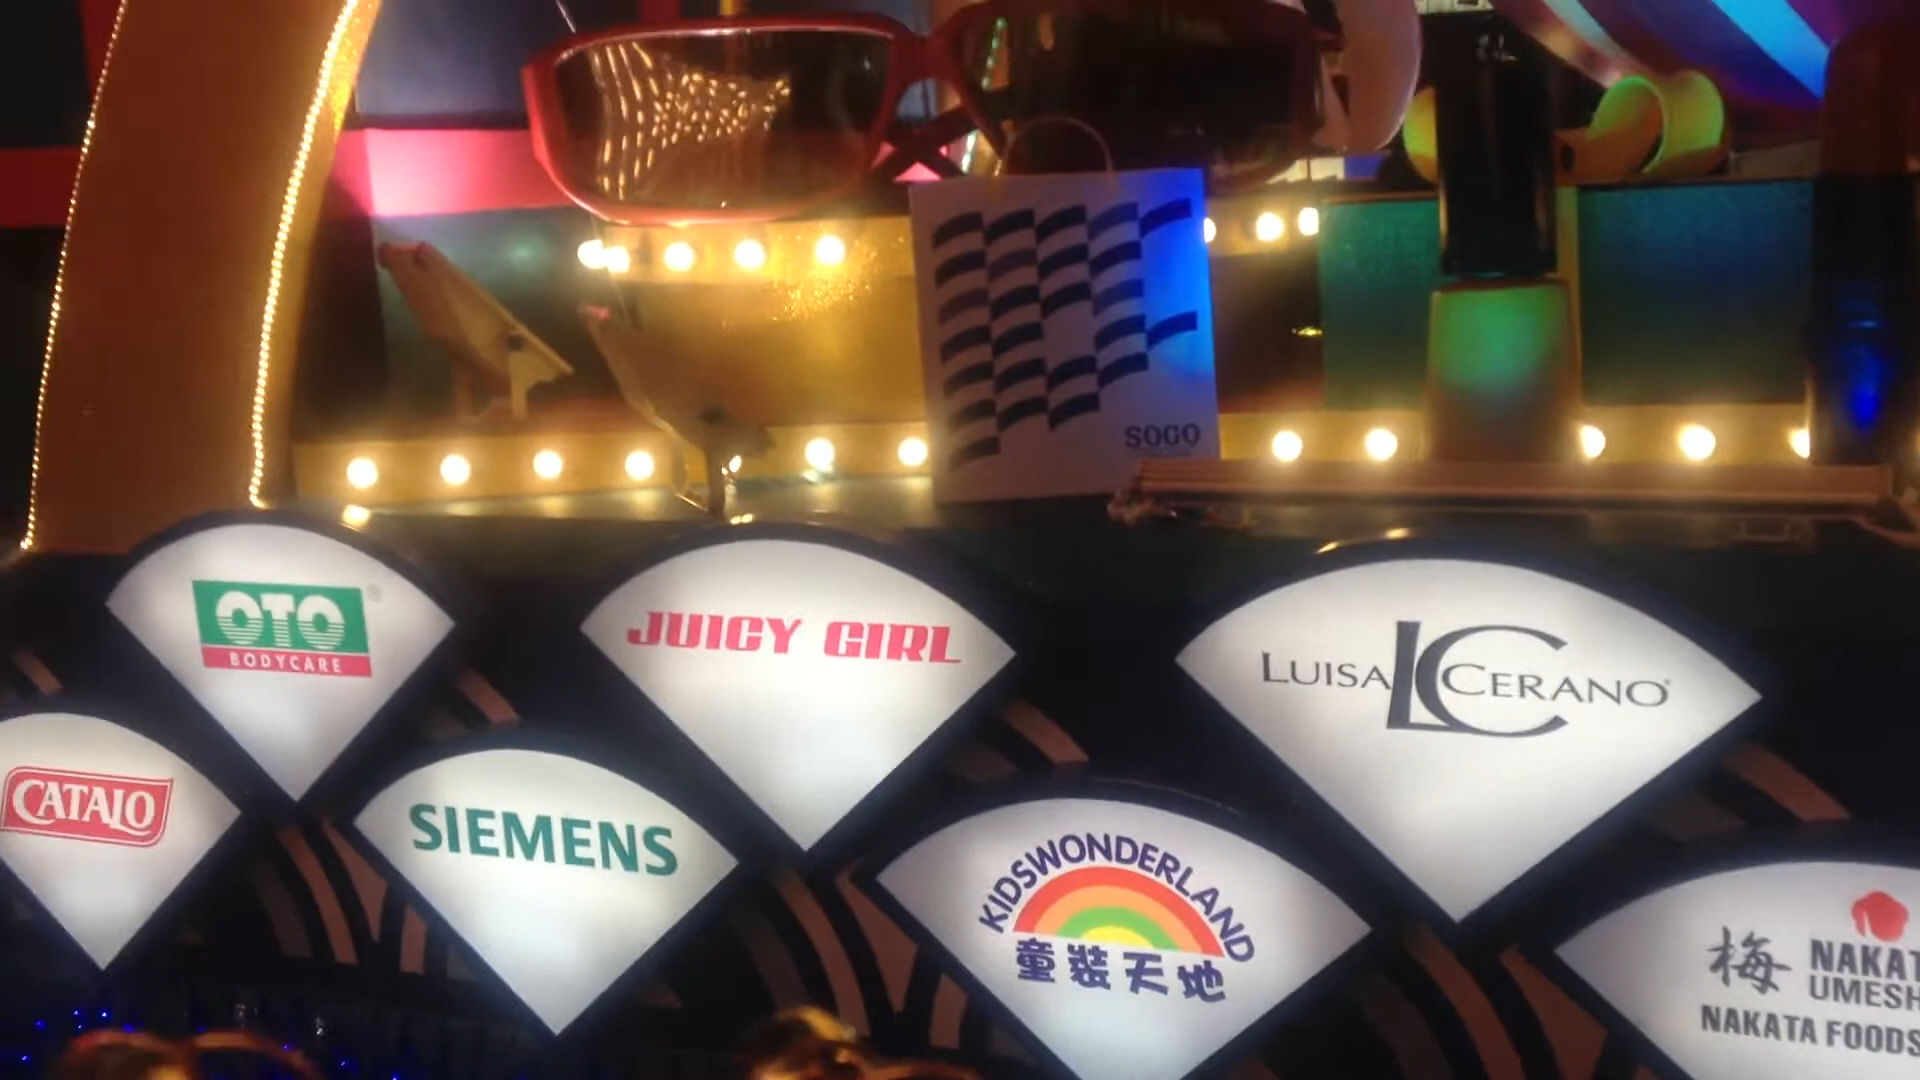 SOGO
OTO
BODYCARE
JUICY GIRL
LUISA LC CERANO
CATALO
SIEMENS
KIDSWONDERLAND
童裝天地
梅
NAKAT
UMESH
NAKATA FOODS